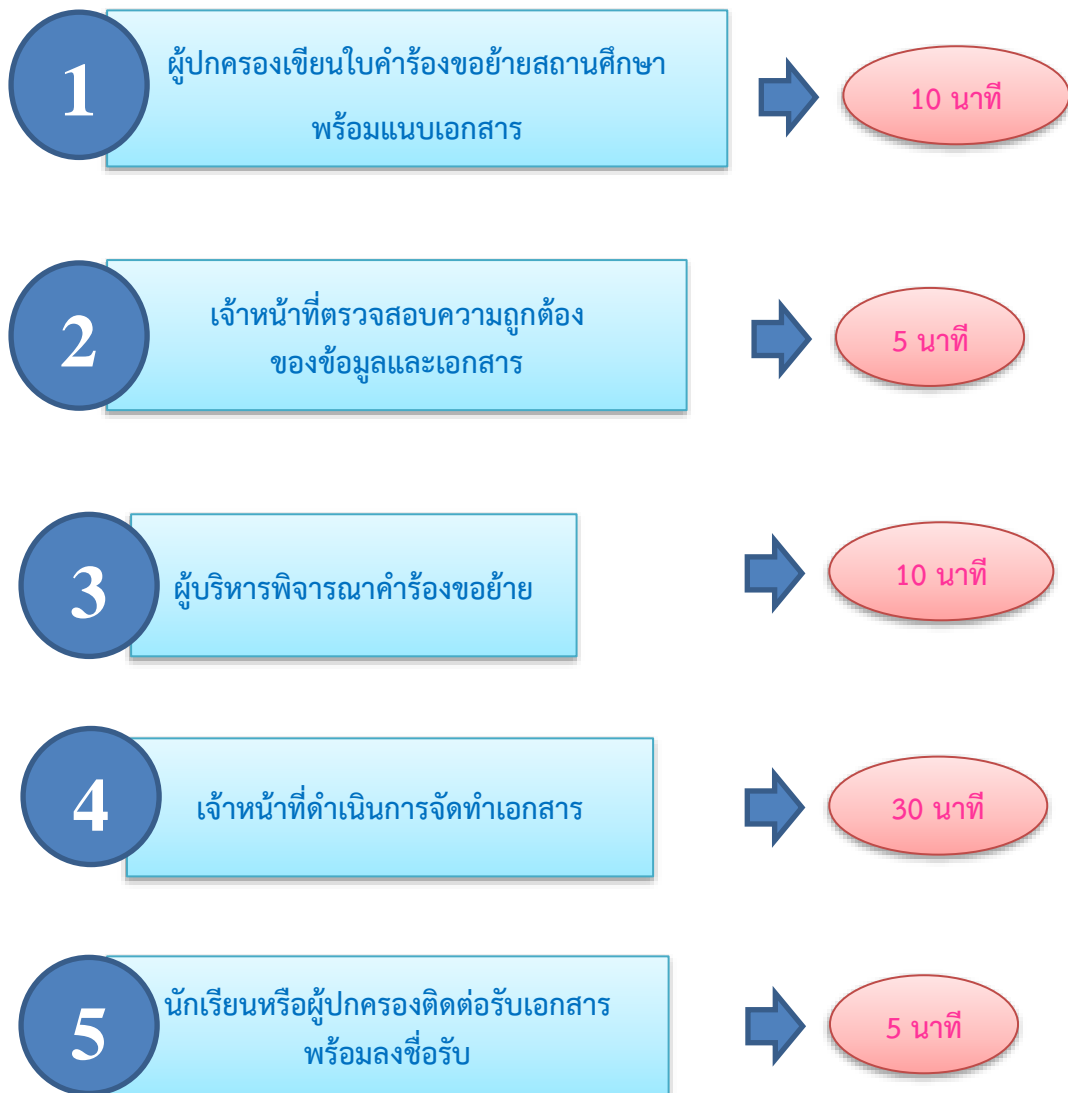 1
ผู้ปกครองเขียนใบคำร้องขอย้ายสถานศึกษา
พร้อมแนบเอกสาร
10 นาที
2
เจ้าหน้าที่ตรวจสอบความถูกต้อง
ของข้อมูลและเอกสาร
5 นาที
3
ผู้บริหารพิจารณาคำร้องขอย้าย
10 นาที
4
เจ้าหน้าที่ดำเนินการจัดทำเอกสาร
30 นาที
5
นักเรียนหรือผู้ปกครองติดต่อรับเอกสาร
พร้อมลงชื่อรับ
5 นาที